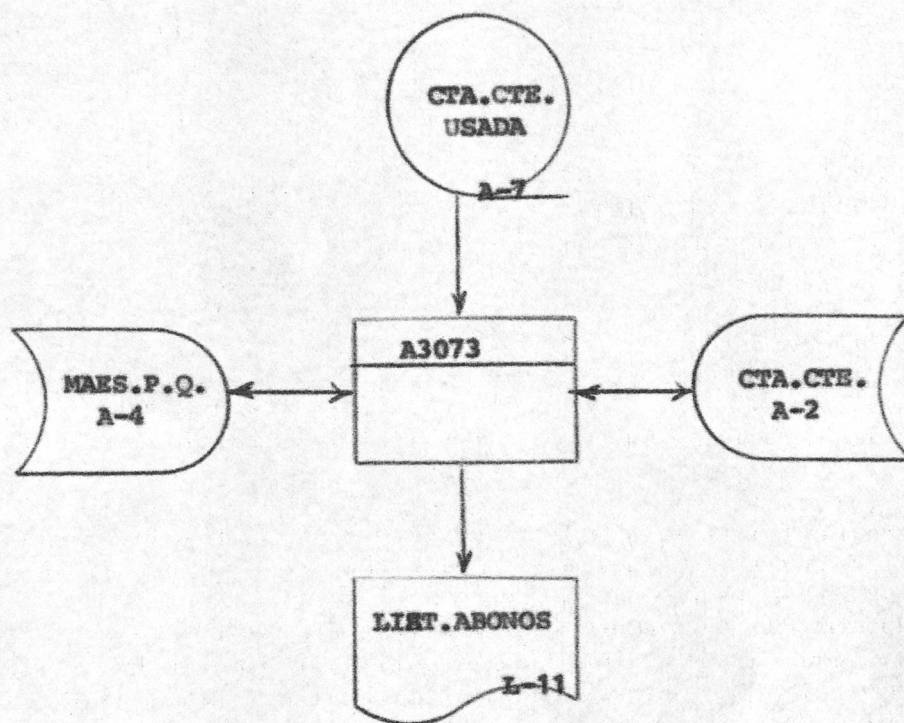 CTA.CTE.
USADA
A-7
A3073
MAES.P.Q.
A-4
CTA.CTE.
A-2
LIST.ABONOS
L-11